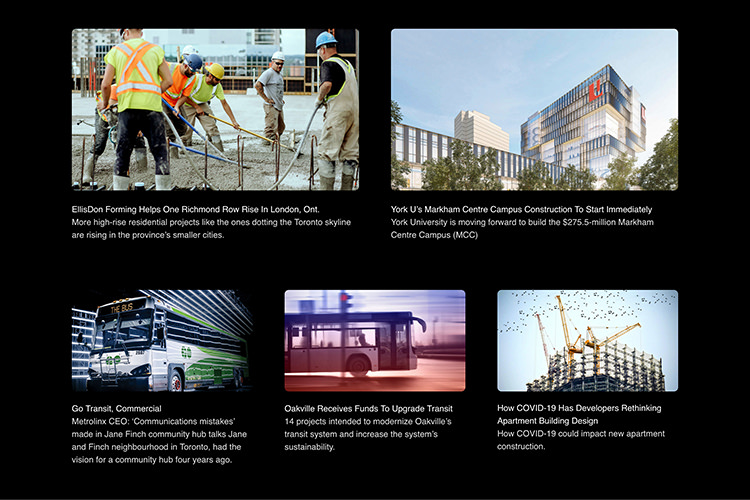 EllisDon Forming Helps One Richmond Row Rise In London, Ont.
More high-rise residential projects like the ones dotting the Toronto skyline
are rising in the province's smaller cities.
York U's Markham Centre Campus Construction To Start Immediately
York University is moving forward to build the $275.5-million Markham
Centre Campus (MCC)
THE BUS
GO
Go Transit, Commercial
Metrolinx CEO: 'Communications mistakes'
made in Jane Finch community hub talks Jane
and Finch neighbourhood in Toronto, had the
vision for a community hub four years ago.
Oakville Receives Funds To Upgrade Transit
14 projects intended to modernize Oakville's
transit system and increase the system's
sustainability.
How COVID-19 Has Developers Rethinking
Apartment Building Design
How COVID-19 could impact new apartment
construction.